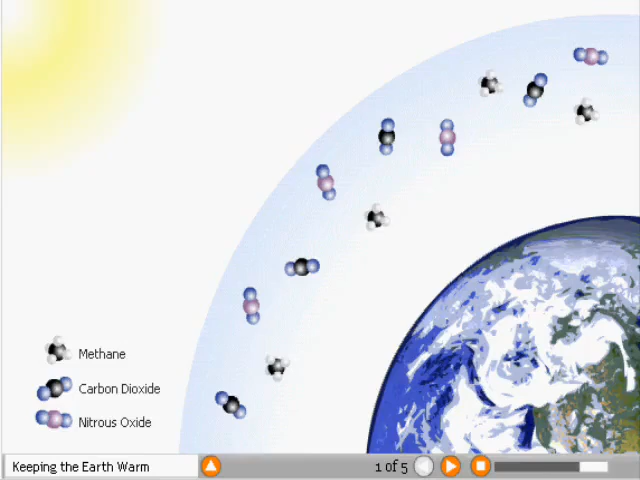 Methane
Carbon Dioxide
Nitrous Oxide
Keeping the Earth Warm
1 of 5